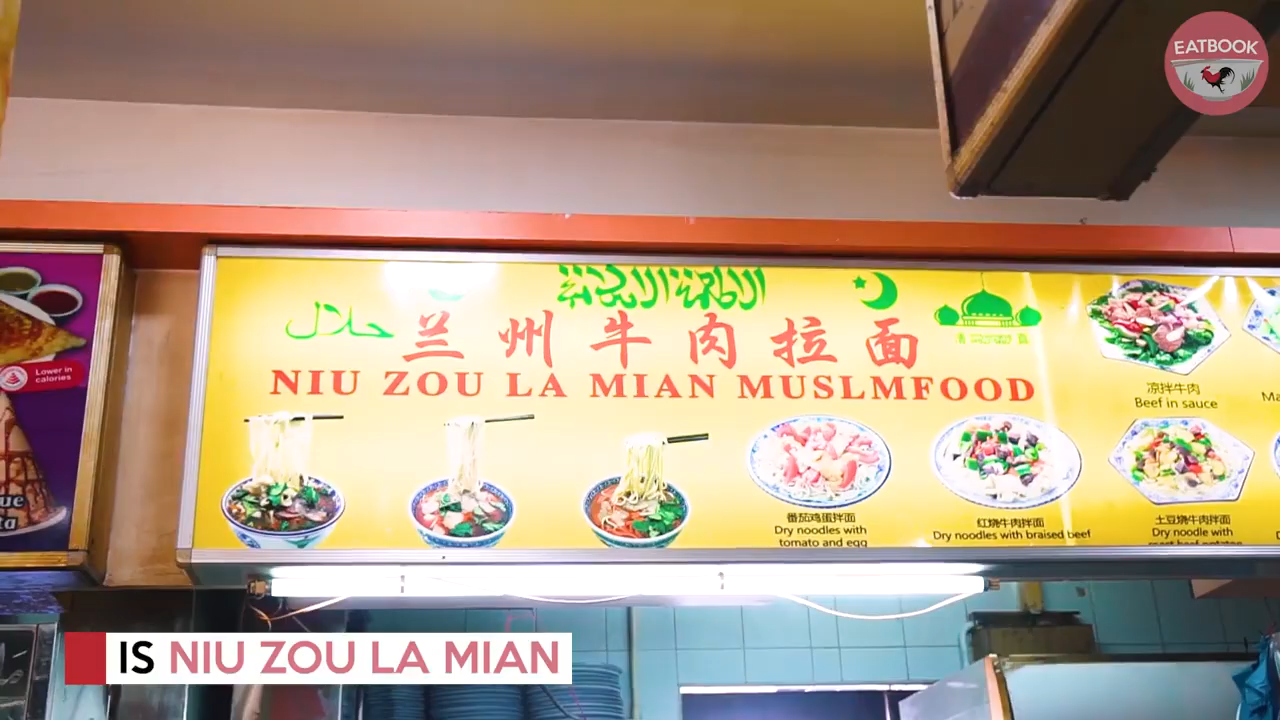 EATBOOK
حلال
兰州牛肉拉面
NIU ZOU LA MIAN MUSLMFOOD
凉拌牛肉
Beef in sauce
Lower in
calories
番茄鸡蛋拌面
Dry noodles with
tomato and egg
红烧牛肉拌面
Dry noodles with braised beef
土豆烧牛肉拌面
Dry noodle with
IS NIU ZOU LA MIAN